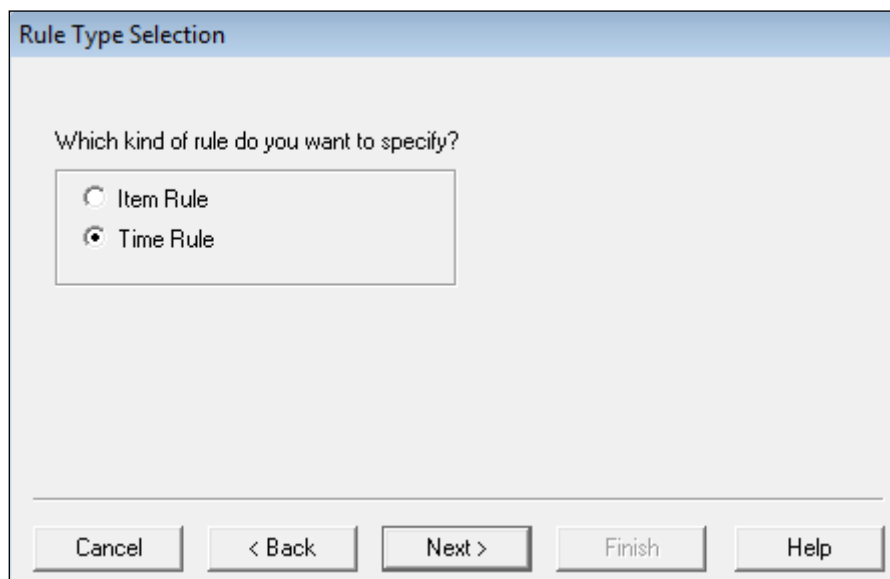 Rule Type Selection
Which kind of rule do you want to specify?
Item Rule
Time Rule
Cancel < Back Next > Finish Help